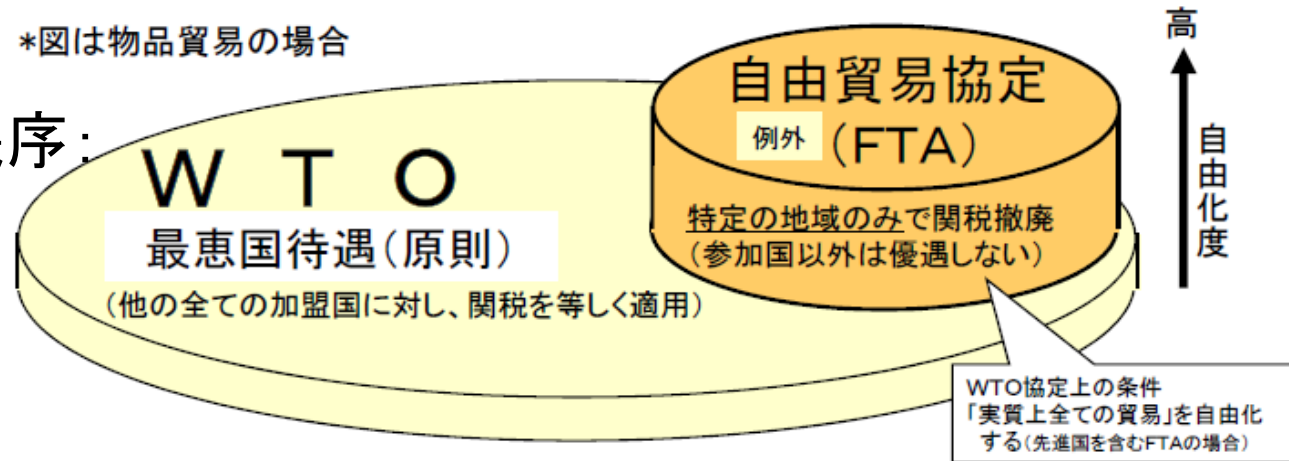 *図は物品貿易の場合
高
自由貿易協定
例外 (FTA)
序:
W T O
自由化度
最恵国待遇(原則)
特定の地域のみで関税撤廃
(参加国以外は優遇しない)
(他の全ての加盟国に対し、関税を等しく適用)
WTO協定上の条件
「実質上全ての貿易」を自由化
する(先進国を含むFTAの場合)